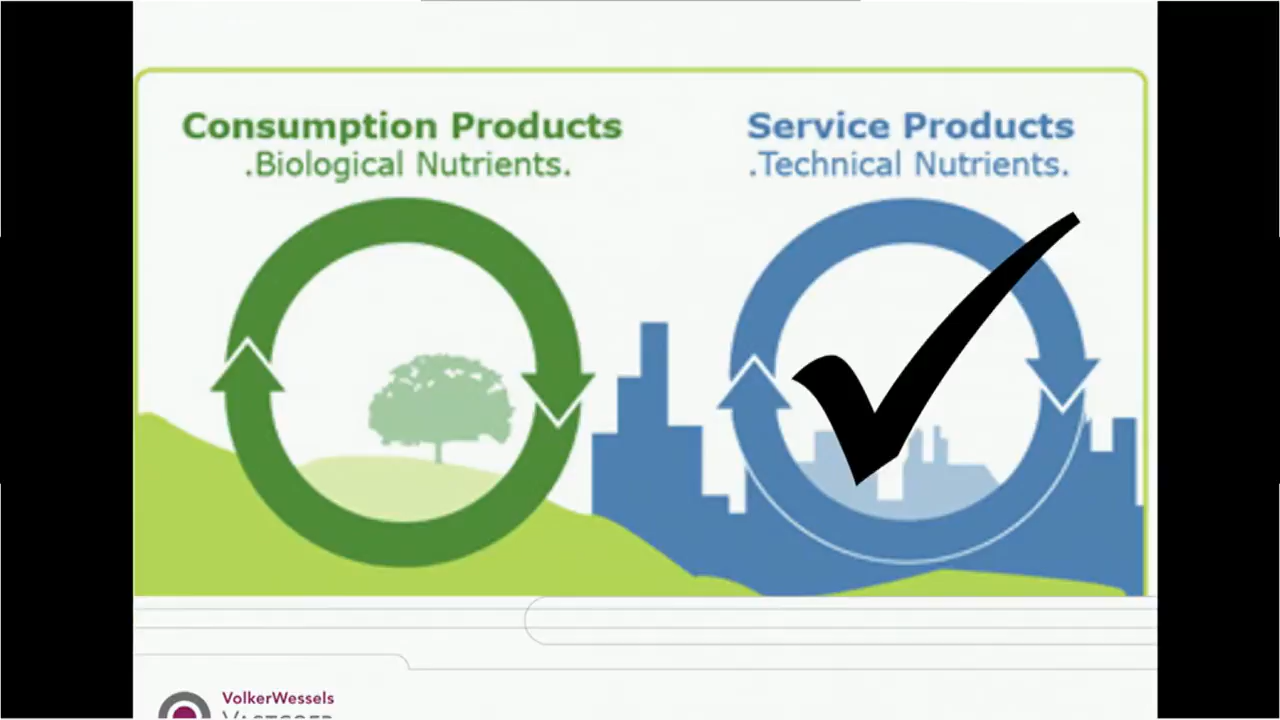 Consumption Products
.Biological Nutrients.
Service Products
.Technical Nutrients.
VolkerWessels